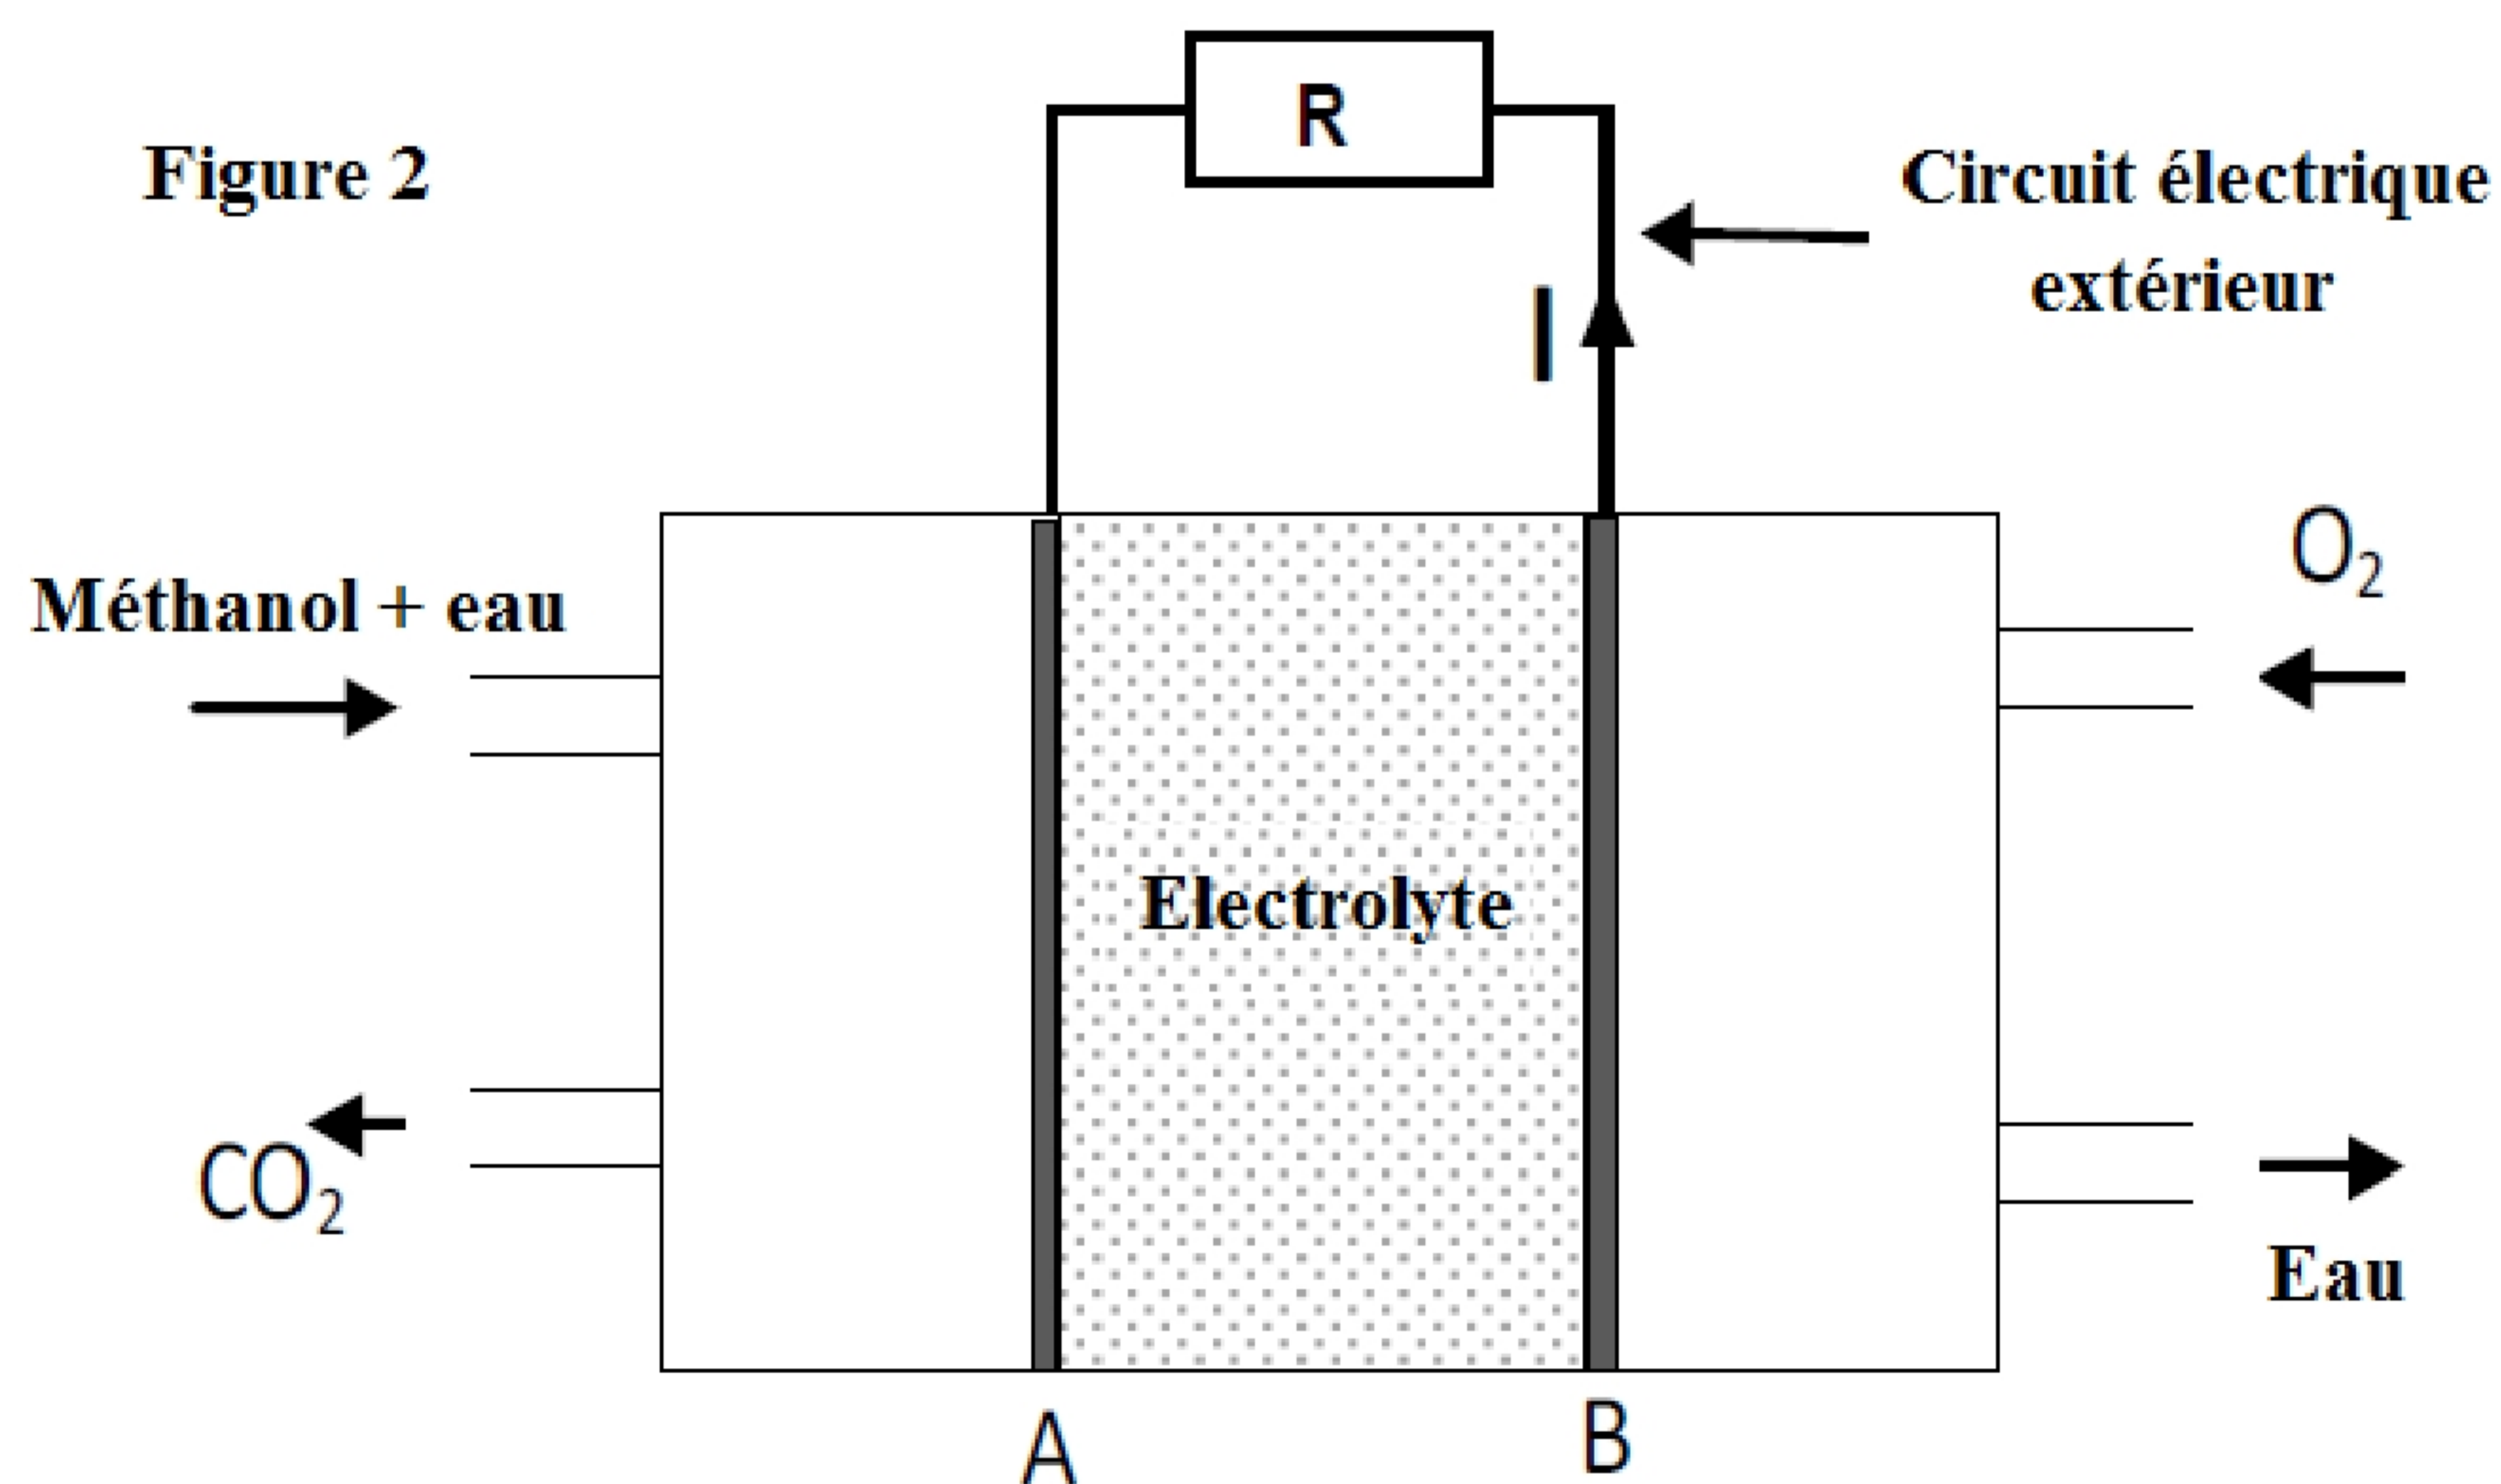 R
Figure 2
Circuit électrique
extérieur
I
O₂
Méthanol + eau
Electrolyte
CO₂
Eau
A
B